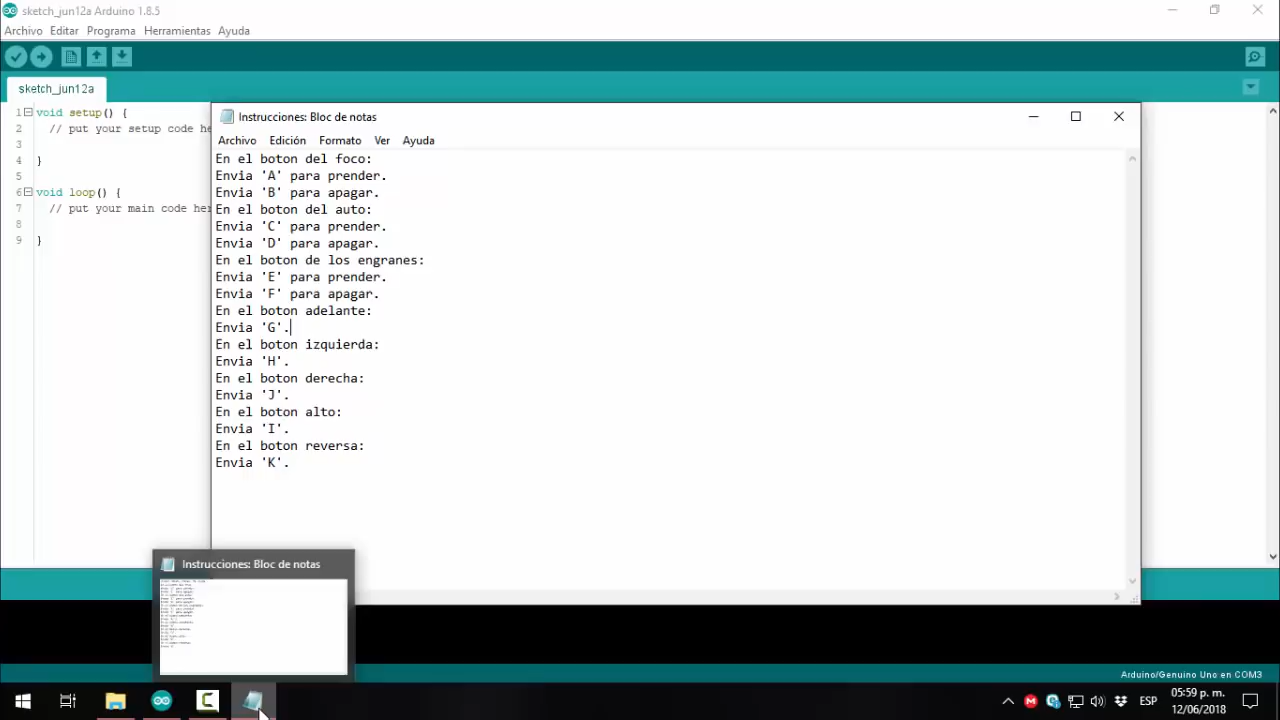 sketch_jun12a Arduino 1.8.5
Archivo Editar Programa Herramientas Ayuda
sketch_jun12a
1 void setup() {
2 // put your setup code he
3
4 }
5
6 void loop() {
7 // put your main code her
8
9 }
Instrucciones: Bloc de notas
Archivo Edición Formato Ver Ayuda
En el boton del foco:
Envia 'A' para prender.
Envia 'B' para apagar.
En el boton del auto:
Envia 'C' para prender.
Envia 'D' para apagar.
En el boton de los engranes:
Envia 'E' para prender.
Envia 'F' para apagar.
En el boton adelante:
Envia 'G'.
En el boton izquierda:
Envia 'H'.
En el boton derecha:
Envia 'J'.
En el boton alto:
Envia 'I'.
En el boton reversa:
Envia 'K'.
Instrucciones: Bloc de notas
Arduino/Genuino Uno en COM3
ESP
05:59 p. m.
12/06/2018